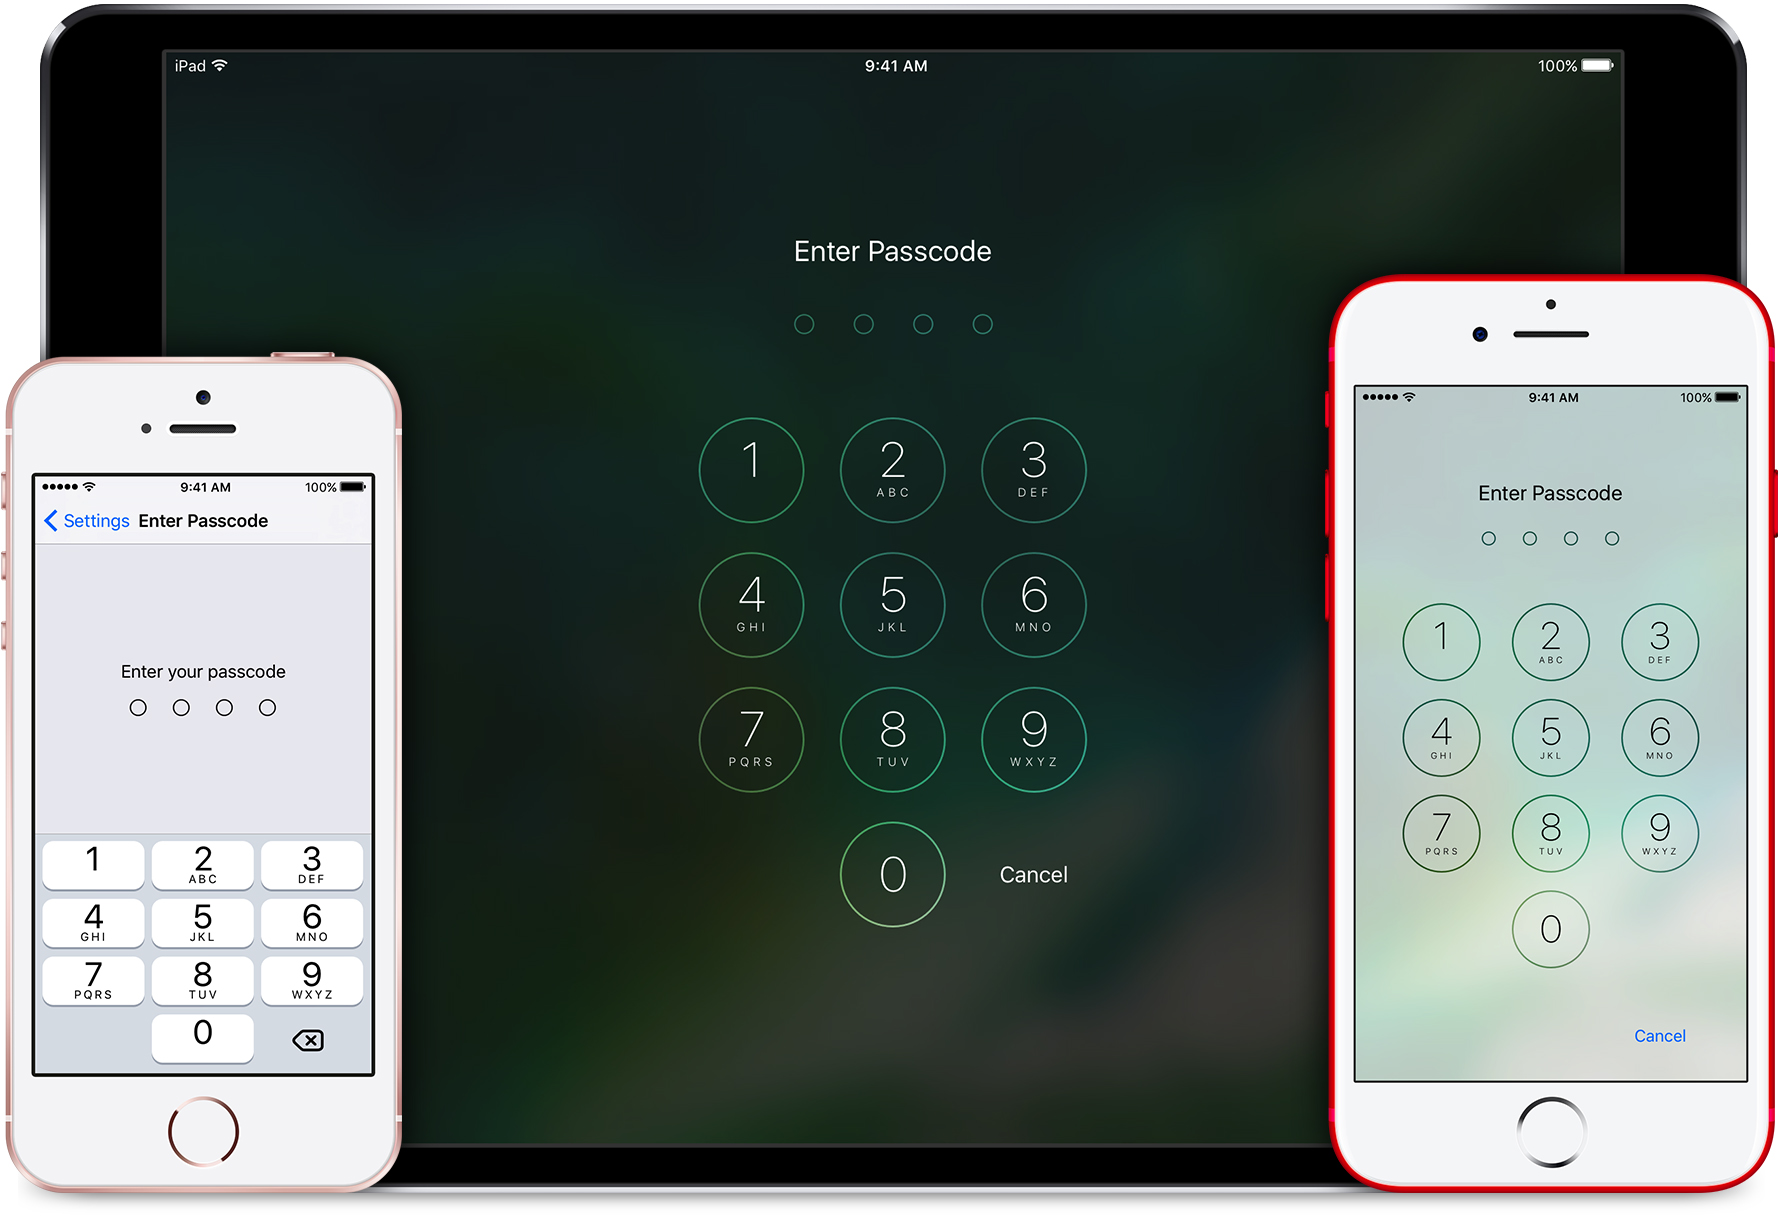 iPad 9:41 AM 100%
Enter Passcode
1 2 3
ABC DEF
4 5 6
GHI JKL MNO
7 8 9
PQRS TUV WXYZ
0 Cancel
9:41 AM 100%
Settings Enter Passcode
Enter your passcode
1 2 3
ABC DEF
4 5 6
GHI JKL MNO
7 8 9
PQRS TUV WXYZ
0
9:41 AM 100%
Enter Passcode
1 2 3
ABC DEF
4 5 6
GHI JKL MNO
7 8 9
PQRS TUV WXYZ
0
Cancel